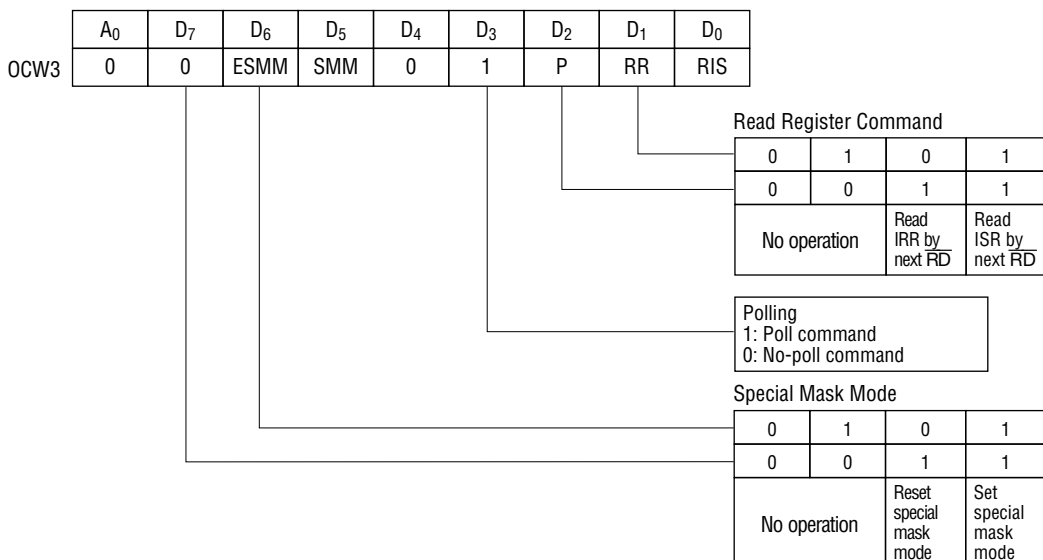 A0 D7 D6 D5 D4 D3 D2 D1 D0
OCW3 0 0 ESMM SMM 0 1 P RR RIS
Read Register Command
0 1 0 1
0 0 1 1
No operation
Read
IRR by
next RD
Read
ISR by
next RD
Polling
1: Poll command
0: No-poll command
Special Mask Mode
0 1 0 1
0 0 1 1
No operation
Reset
special
mask
mode
Set
special
mask
mode